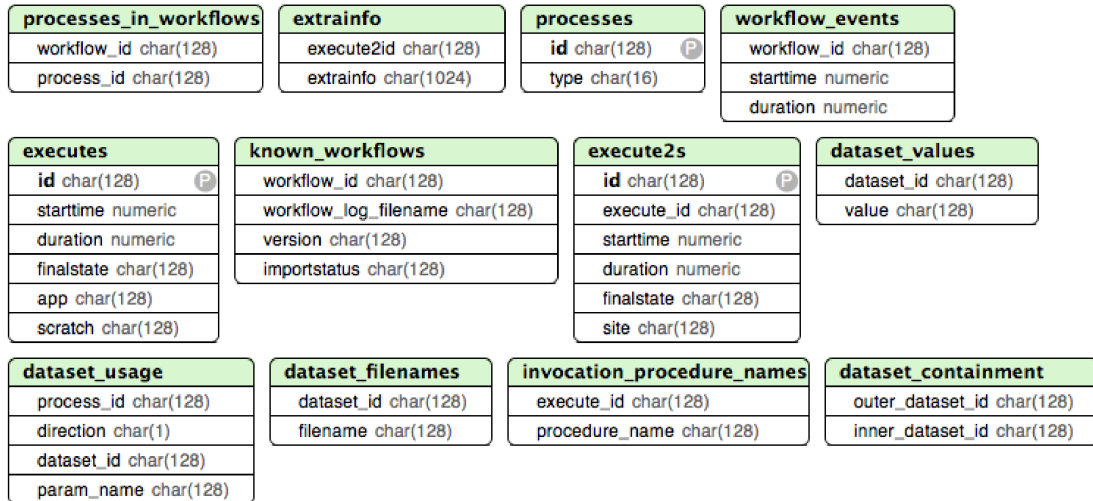 processes_in_workflows
workflow_id char(128)
process_id char(128)
extrainfo
execute2id char(128)
extrainfo char(1024)
processes
id char(128) P
type char(16)
workflow_events
workflow_id char(128)
starttime numeric
duration numeric
executes
id char(128) P
starttime numeric
duration numeric
finalstate char(128)
app char(128)
scratch char(128)
known_workflows
workflow_id char(128)
workflow_log_filename char(128)
version char(128)
importstatus char(128)
execute2s
id char(128) P
execute_id char(128)
starttime numeric
duration numeric
finalstate char(128)
site char(128)
dataset_values
dataset_id char(128)
value char(128)
dataset_usage
process_id char(128)
direction char(1)
dataset_id char(128)
param_name char(128)
dataset_filenames
dataset_id char(128)
filename char(128)
invocation_procedure_names
execute_id char(128)
procedure_name char(128)
dataset_containment
outer_dataset_id char(128)
inner_dataset_id char(128)